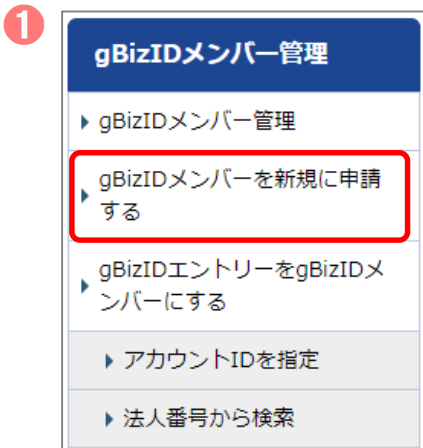 1
gBizIDメンバー管理
gBizIDメンバー管理
gBizIDメンバーを新規に申請
する
gBizIDエントリーをgBizIDメ
ンバーにする
アカウントIDを指定
法人番号から検索